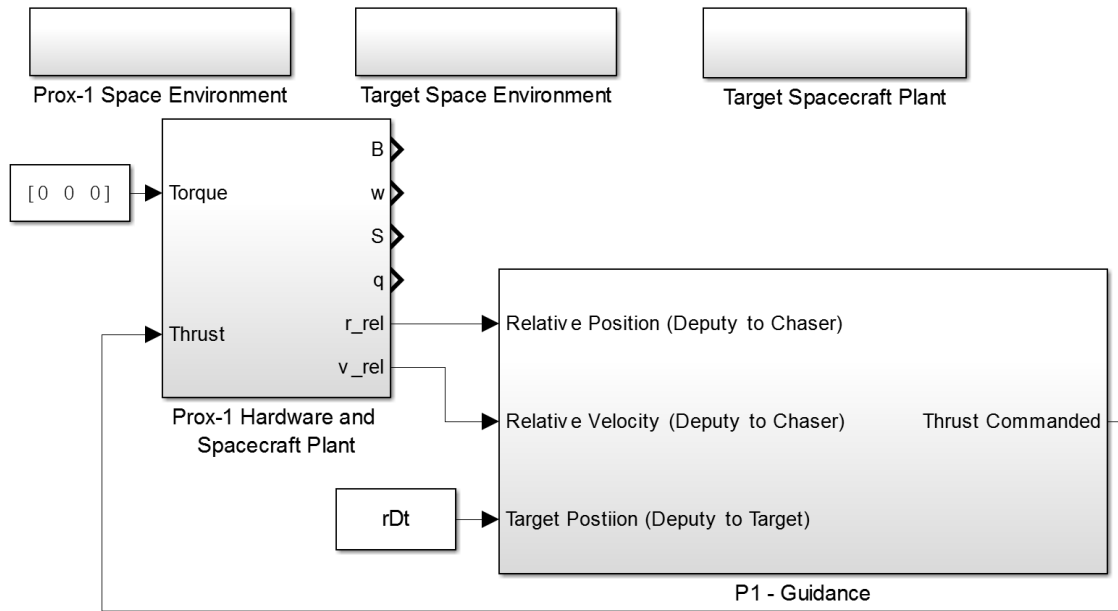 Prox-1 Space Environment
Target Space Environment
Target Spacecraft Plant
[0 0 0]
Torque
Thrust
B
w
S
q
r_rel
v_rel
Prox-1 Hardware and
Spacecraft Plant
rDt
Relative Position (Deputy to Chaser)
Relative Velocity (Deputy to Chaser)
Target Postiion (Deputy to Target)
Thrust Commanded
P1 - Guidance